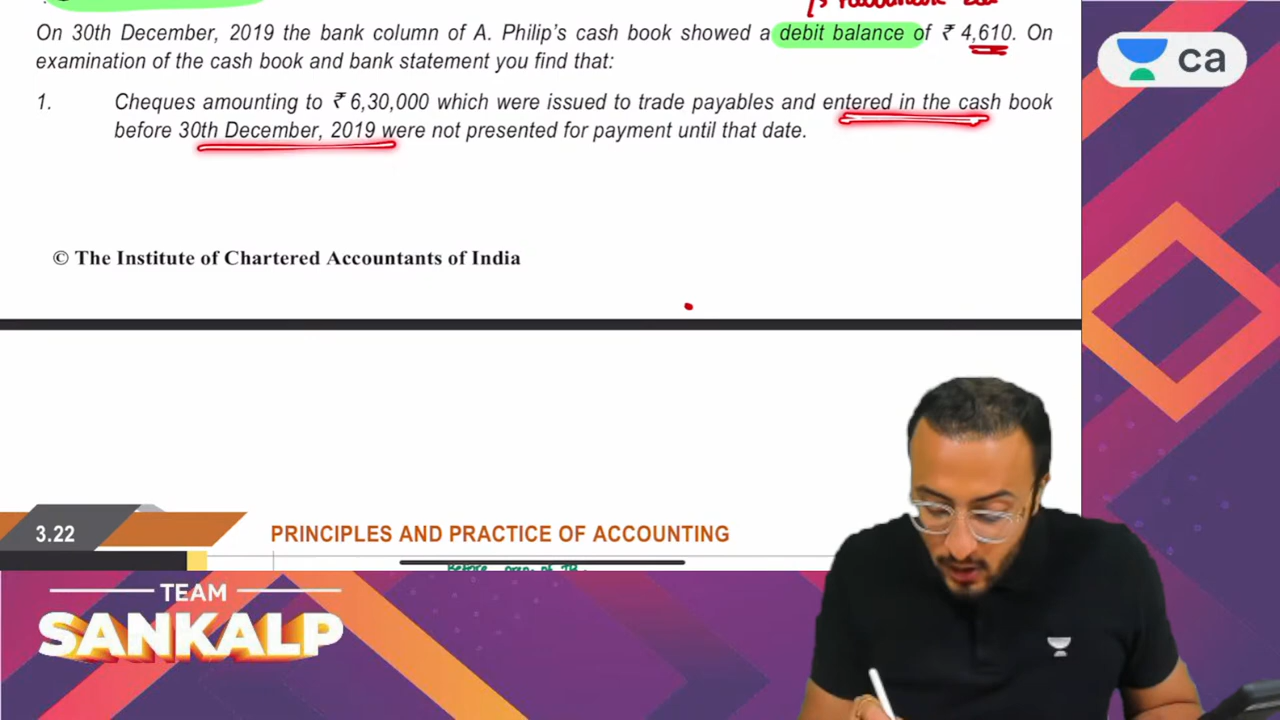 On 30th December, 2019 the bank column of A. Philip's cash book showed a debit balance of ₹ 4,610. On
examination of the cash book and bank statement you find that:
1. Cheques amounting to ₹ 6,30,000 which were issued to trade payables and entered in the cash book
before 30th December, 2019 were not presented for payment until that date.
© The Institute of Chartered Accountants of India
3.22 PRINCIPLES AND PRACTICE OF ACCOUNTING
TEAM
SANKALP
ca